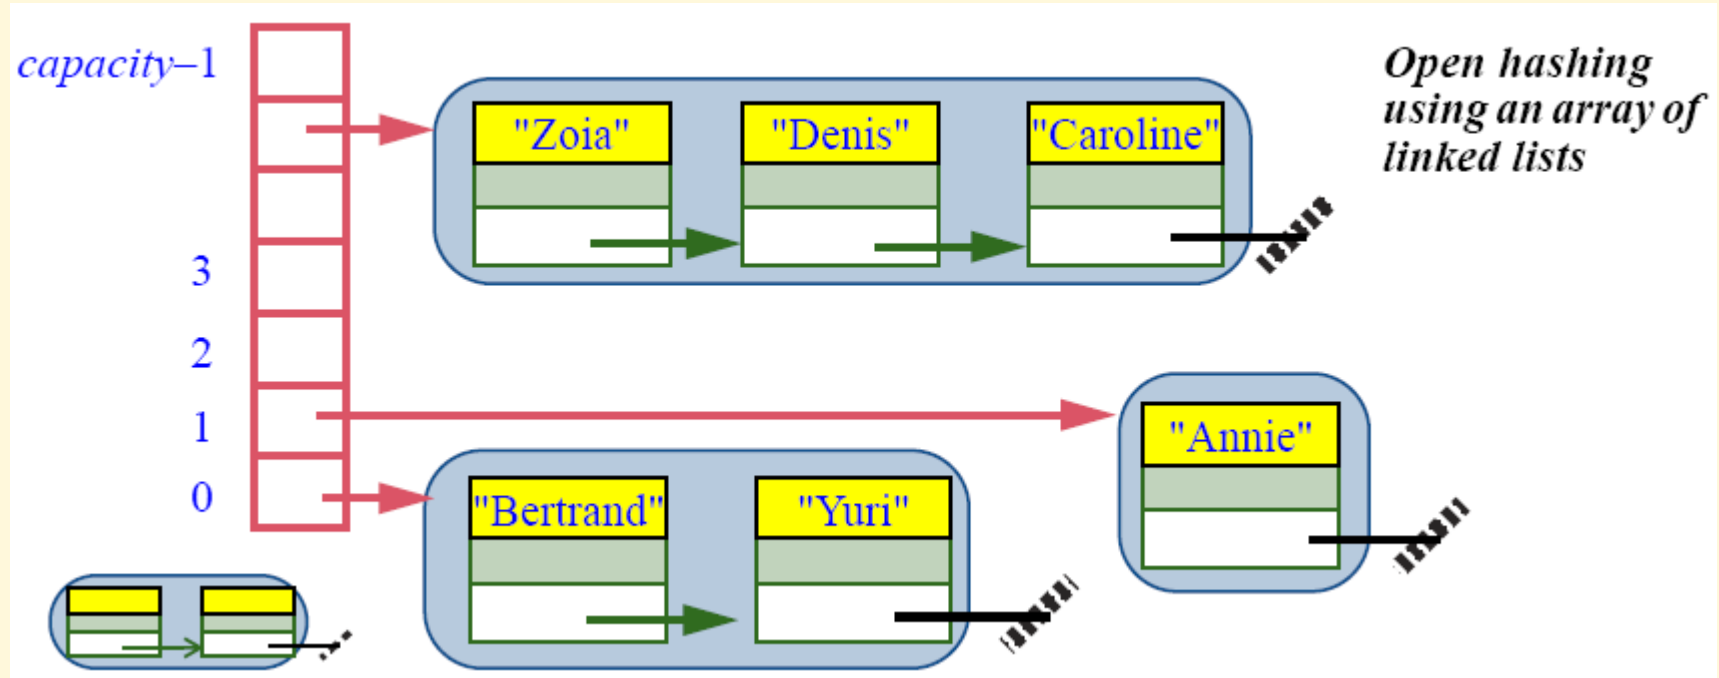 capacity–1
"Zoia"
"Denis"
"Caroline"
Open hashing
using an array of
linked lists
3
2
1
0
"Annie"
"Bertrand"
"Yuri"